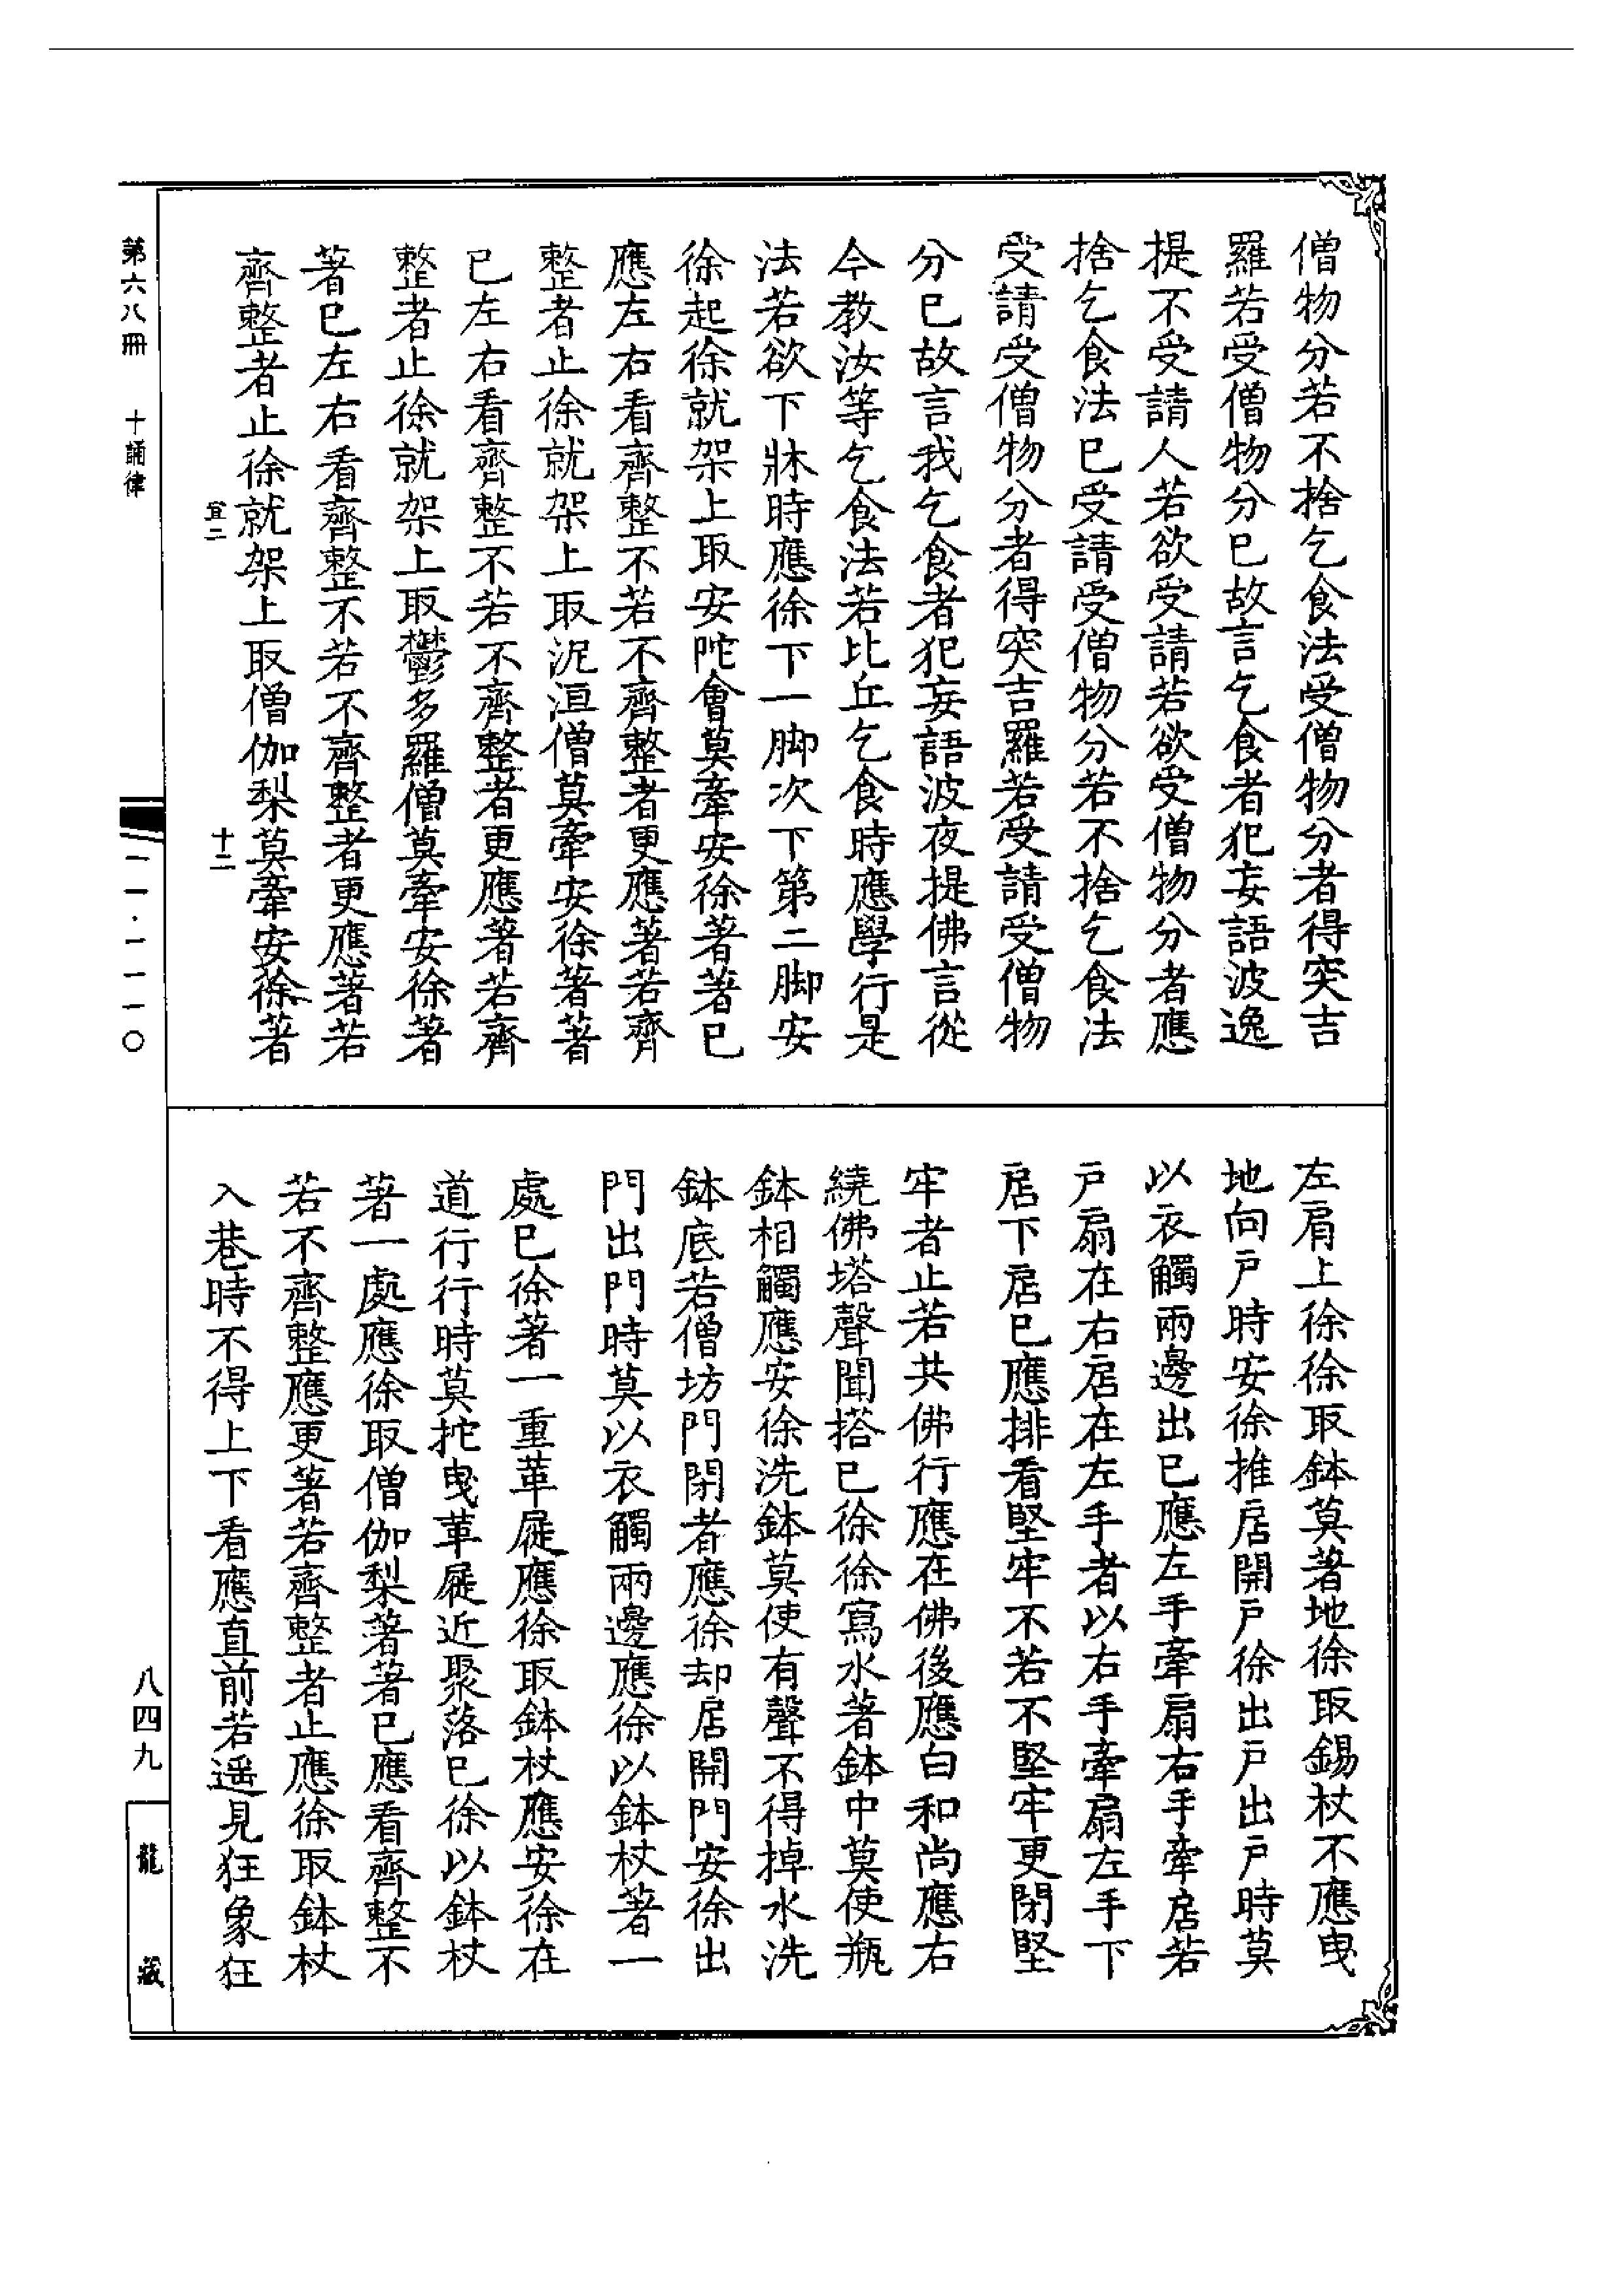 僧物分若不捨乞食法受僧物分者得突吉
羅若受僧物分已故言乞食者犯妄語波逸
提不受請人若欲受請若欲受僧物分者應
捨乞食法已受請受僧物分若不捨乞食法
受請受僧物分者得突吉羅若受請受僧物
分已故言我乞食者犯妄語波夜提佛言從
今教汝等乞食法若比丘乞食時應學行是
法若欲下牀時應徐下一脚次下第二脚安
徐起徐就架上取安陀會莫牽安徐著著已
應左右看齊整不若不齊整者更應著若齊
整者止徐就架上取泥洹僧莫牽安徐著著
已左右看齊整不若不齊整者更應著若齊
整者止徐就架上取鬱多羅僧莫牽安徐著
著已左右看齊整不若不齊整者更應著若
齊整者止徐就架上取僧伽梨莫牽安徐著
左肩上徐徐取鉢莫著地徐取錫杖不應曳
地向戶時安徐推扂開戶徐出戶出戶時莫
以衣觸兩邊出已應左手牽扇右手牽扂若
戶扇在右扂在左手者以右手牽扇左手下
扂下扂已應排看堅牢不若不堅牢更閉堅
牢者止若共佛行應在佛後應白和尚應右
繞佛塔聲聞塔已徐徐寫水著鉢中莫使瓶
鉢相觸應安徐洗鉢莫使有聲不得掉水洗
鉢底若僧坊門閉者應徐却扂開門安徐出
門出門時莫以衣觸兩邊應徐以鉢杖著一
處已徐著一重革屣應徐取鉢杖應安徐在
道行行時莫拕曳革屣近聚落已徐以鉢杖
著一處應徐取僧伽梨著著已應看齊整不
若不齊整應更著若齊整者止應徐取鉢杖
入巷時不得上下看應直前若遥見狂象狂
第六八冊　十誦律
宜二
十二
一一·一一一〇
八四九
龍藏